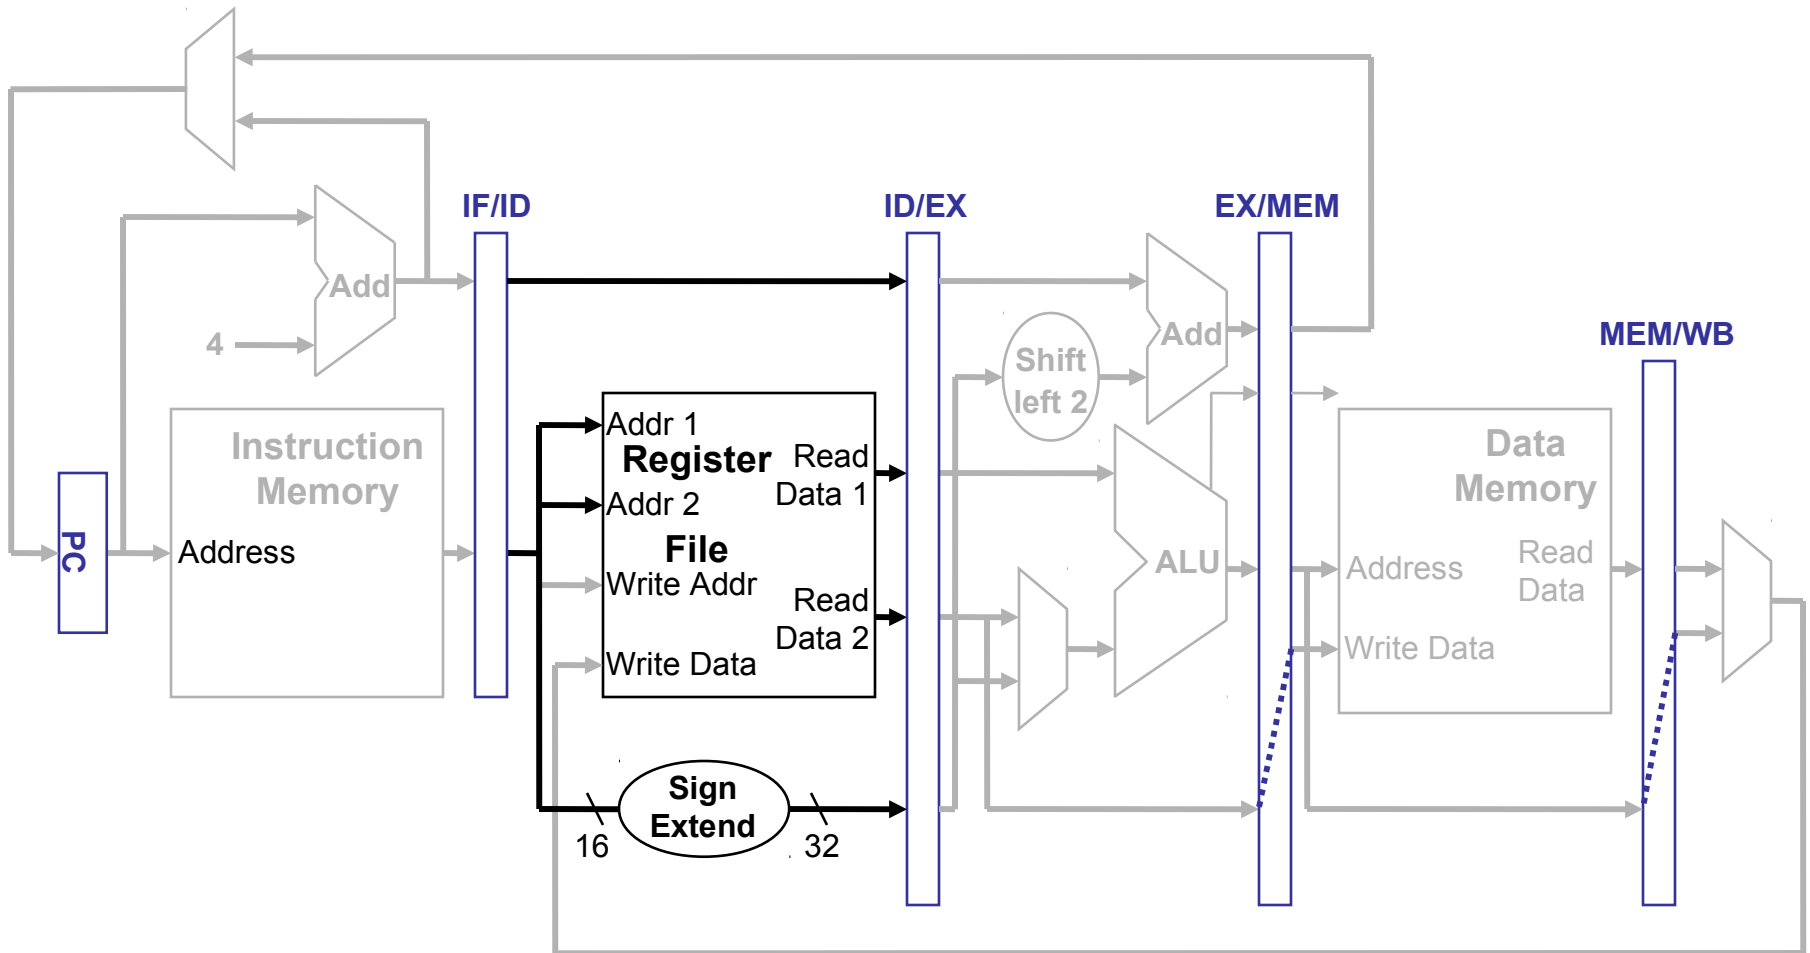 IF/ID
ID/EX
EX/MEM
MEM/WB
Add
4
Add
Shift
left 2
Instruction
Memory
Address
PC
Addr 1
Register
Read
Data 1
Addr 2
File
Write Addr
Read
Data 2
Write Data
Sign
Extend
16
32
ALU
Data
Memory
Address
Read
Data
Write Data